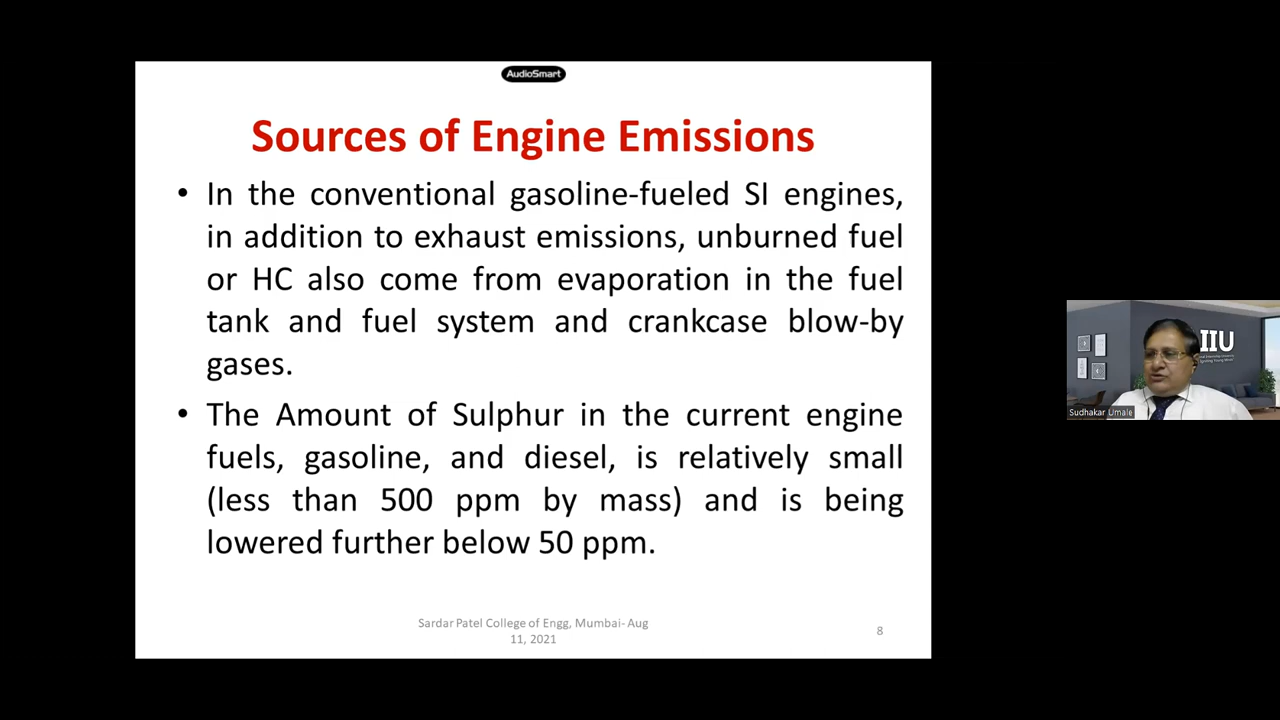 AudioSmart
Sources of Engine Emissions
• In the conventional gasoline-fueled SI engines,
in addition to exhaust emissions, unburned fuel
or HC also come from evaporation in the fuel
tank and fuel system and crankcase blow-by
gases.
• The Amount of Sulphur in the current engine
fuels, gasoline, and diesel, is relatively small
(less than 500 ppm by mass) and is being
lowered further below 50 ppm.
Sardar Patel College of Engg, Mumbai- Aug
11, 2021
8
IIU
Sudhakar Umale